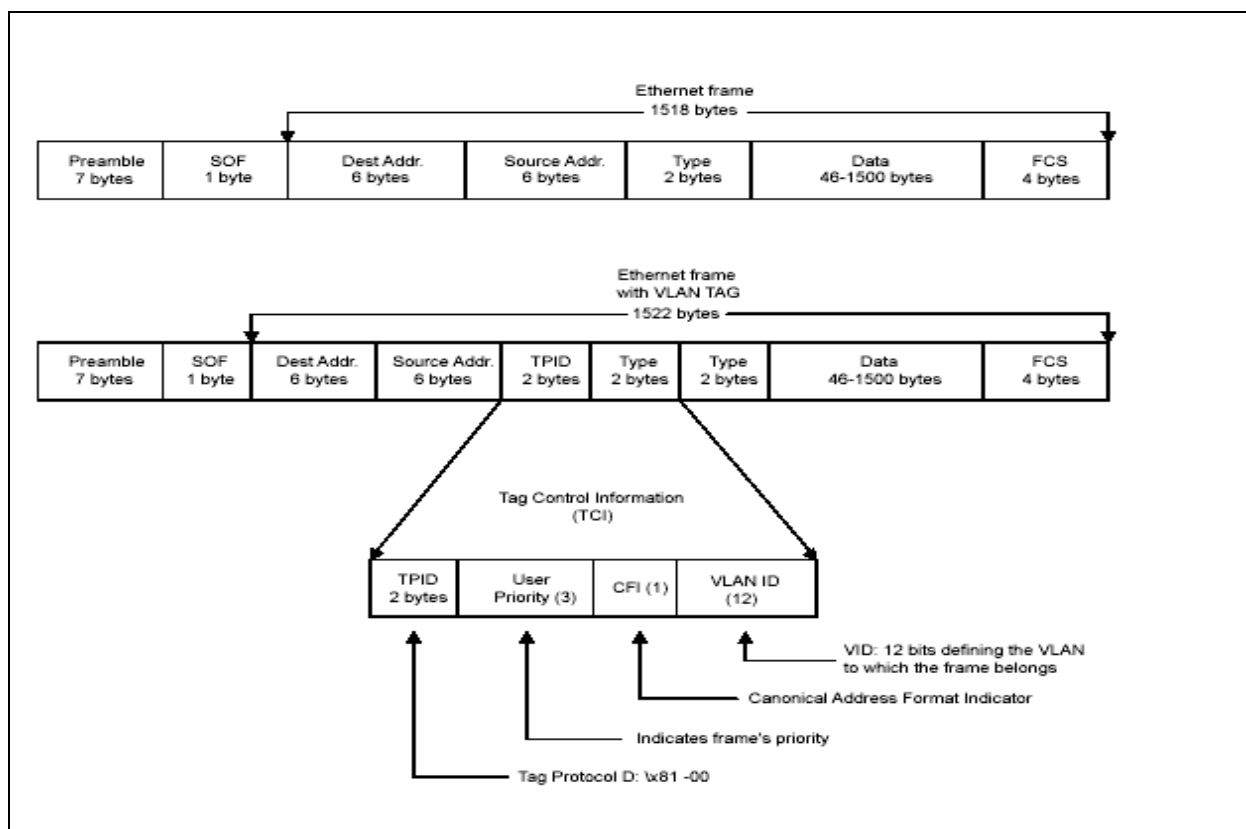 Ethernet frame
1518 bytes
Preamble
7 bytes
SOF
1 byte
Dest Addr.
6 bytes
Source Addr.
6 bytes
Type
2 bytes
Data
46-1500 bytes
FCS
4 bytes
Ethernet frame
with VLAN TAG
1522 bytes
Preamble
7 bytes
SOF
1 byte
Dest Addr.
6 bytes
Source Addr.
6 bytes
TPID
2 bytes
Type
2 bytes
Type
2 bytes
Data
46-1500 bytes
FCS
4 bytes
Tag Control Information
(TCI)
TPID
2 bytes
User
Priority (3)
CFI (1)
VLAN ID
(12)
VID: 12 bits defining the VLAN
to which the frame belongs
Canonical Address Format Indicator
Indicates frame's priority
Tag Protocol D: \x81 -00